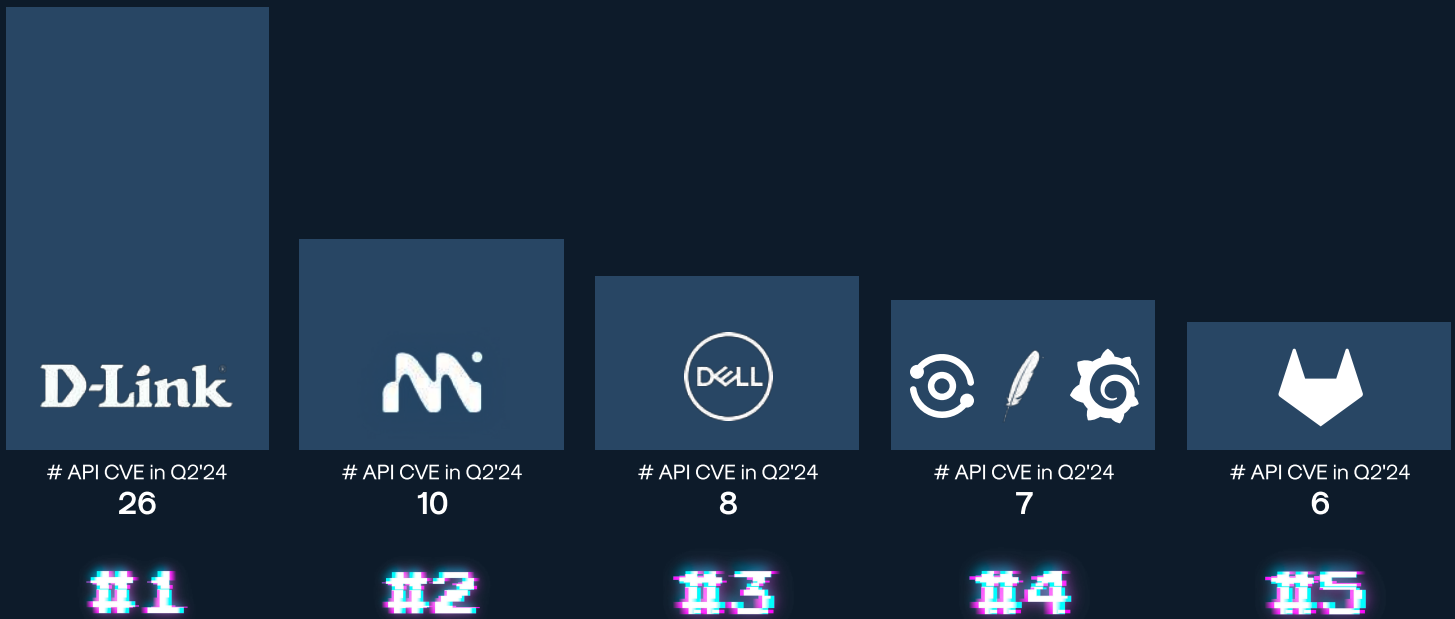 D-Link
# API CVE in Q2'24
26
#1
# API CVE in Q2'24
10
#2
DELL
# API CVE in Q2'24
8
#3
# API CVE in Q2'24
7
#4
# API CVE in Q2'24
6
#5